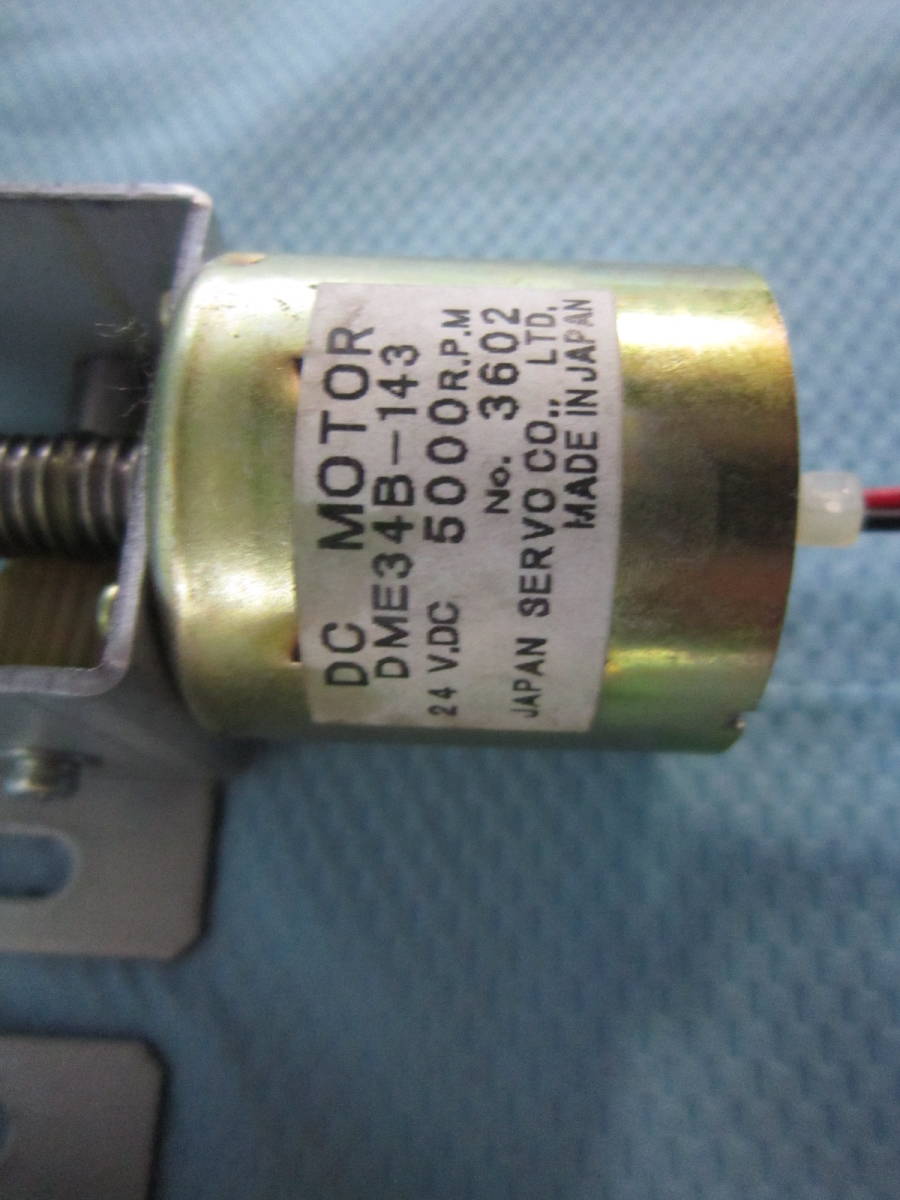 DC MOTOR
DME34B-143
24 V.DC 5000R.P.M
No. 3602
JAPAN SERVO CO., LTD.
MADE IN JAPAN